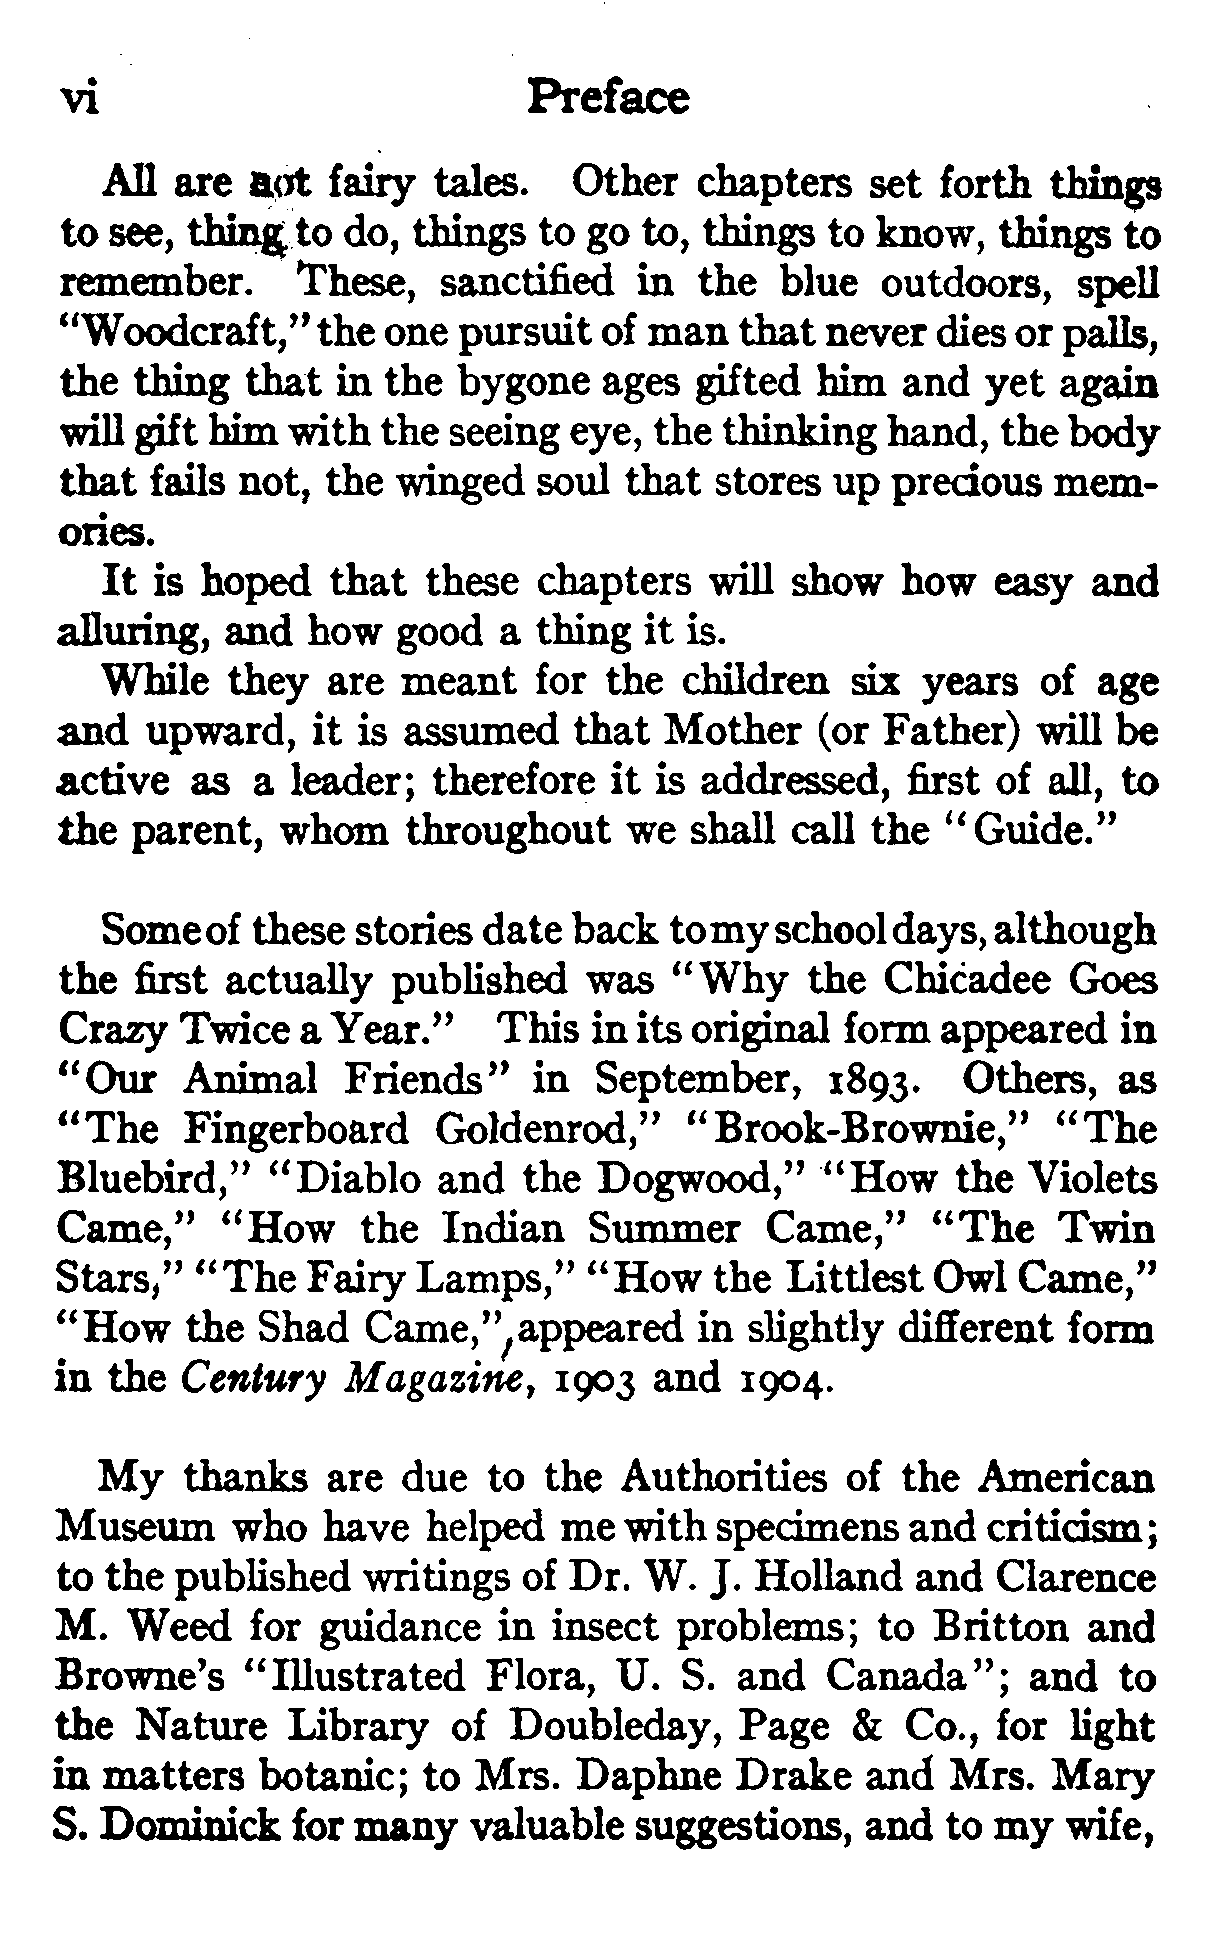 vi Preface
All are not fairy tales. Other chapters set forth things
to see, thing to do, things to go to, things to know, things to
remember. These, sanctified in the blue outdoors, spell
“Woodcraft,” the one pursuit of man that never dies or palls,
the thing that in the bygone ages gifted him and yet again
will gift him with the seeing eye, the thinking hand, the body
that fails not, the winged soul that stores up precious mem-
ories.
It is hoped that these chapters will show how easy and
alluring, and how good a thing it is.
While they are meant for the children six years of age
and upward, it is assumed that Mother (or Father) will be
active as a leader; therefore it is addressed, first of all, to
the parent, whom throughout we shall call the “Guide.”
Some of these stories date back to my school days, although
the first actually published was “Why the Chicadee Goes
Crazy Twice a Year.” This in its original form appeared in
“Our Animal Friends” in September, 1893. Others, as
“The Fingerboard Goldenrod,” “Brook-Brownie,” “The
Bluebird,” “Diablo and the Dogwood,” “How the Violets
Came,” “How the Indian Summer Came,” “The Twin
Stars,” “The Fairy Lamps,” “How the Littlest Owl Came,”
“How the Shad Came,” appeared in slightly different form
in the Century Magazine, 1903 and 1904.
My thanks are due to the Authorities of the American
Museum who have helped me with specimens and criticism;
to the published writings of Dr. W. J. Holland and Clarence
M. Weed for guidance in insect problems; to Britton and
Browne’s “Illustrated Flora, U. S. and Canada”; and to
the Nature Library of Doubleday, Page & Co., for light
in matters botanic; to Mrs. Daphne Drake and Mrs. Mary
S. Dominick for many valuable suggestions, and to my wife,